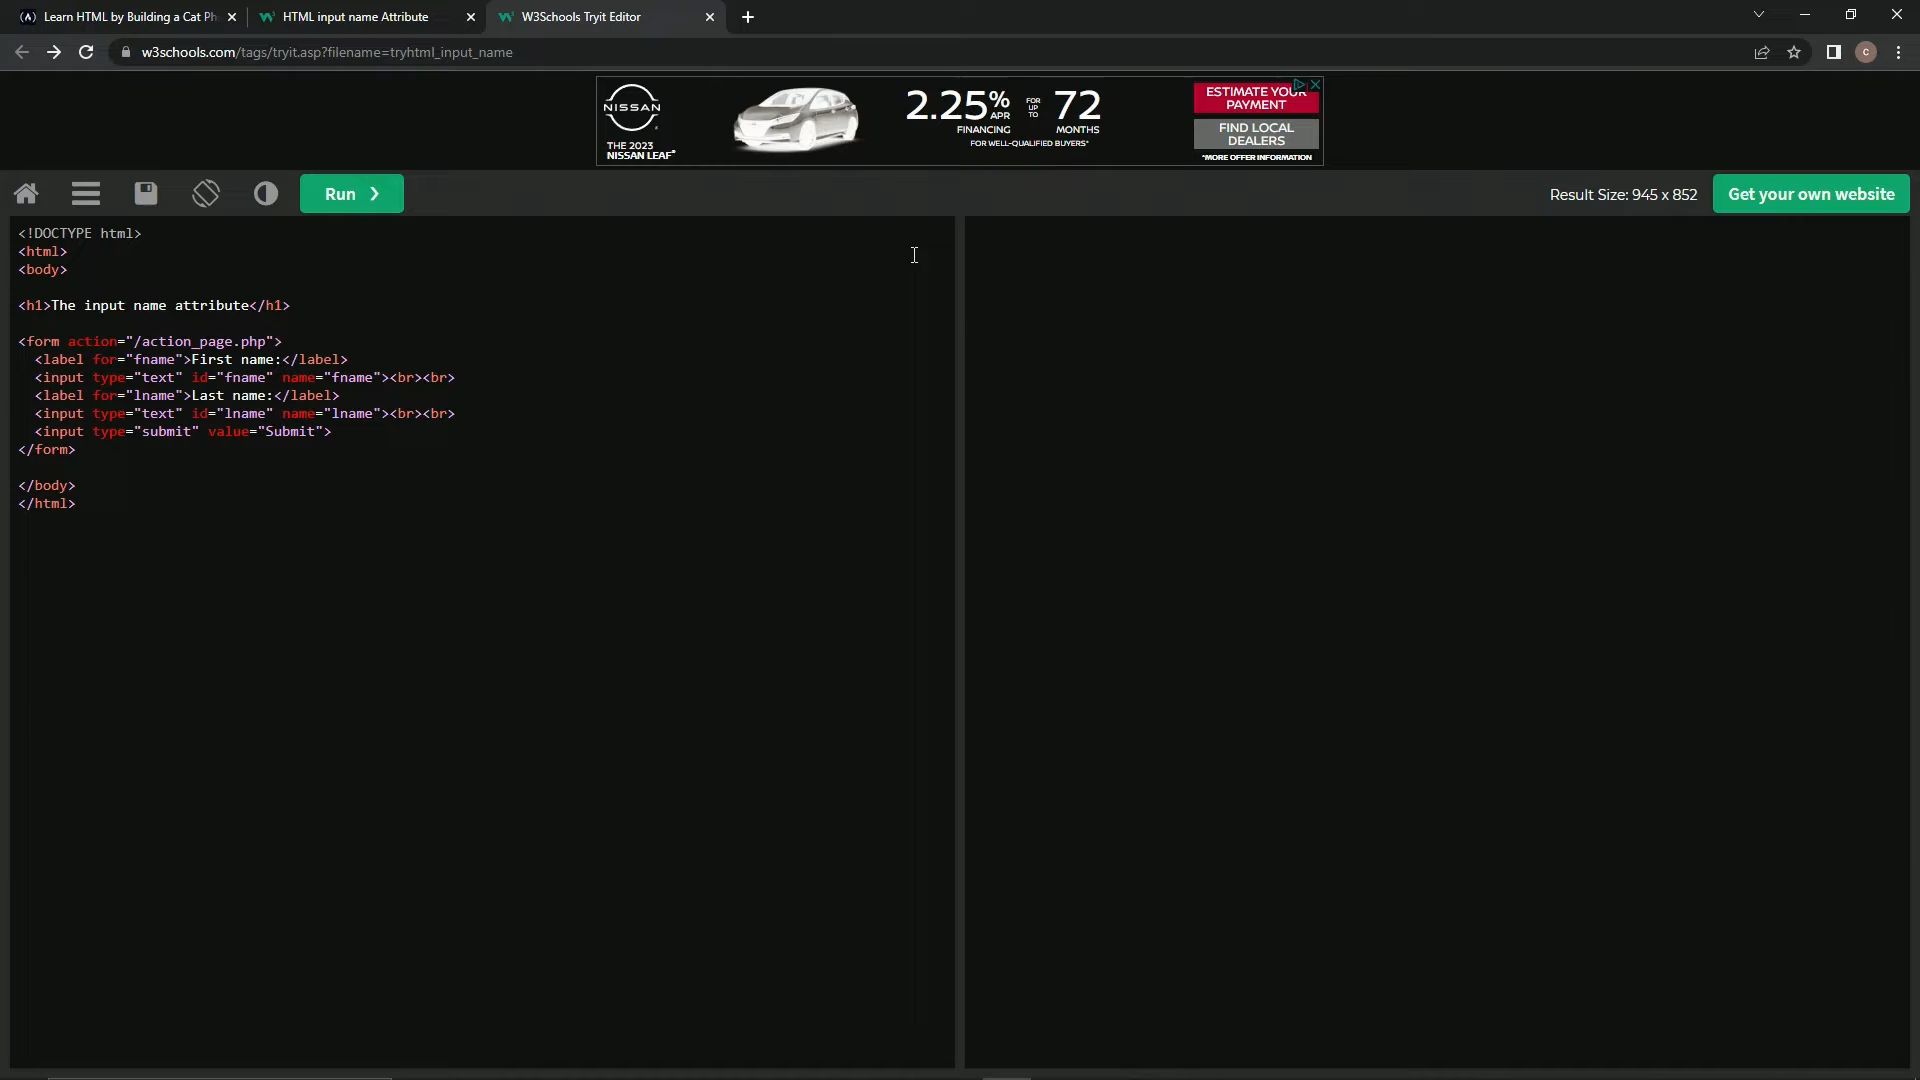 Learn HTML by Building a Cat Ph
HTML input name Attribute
W3Schools Tryit Editor
w3schools.com/tags/tryit.asp?filename=tryhtml_input_name
NISSAN
THE 2023
NISSAN LEAF*
2.25% APR
FINANCING
FOR UP TO
72
MONTHS
FOR WELL-QUALIFIED BUYERS*
ESTIMATE YOUR
PAYMENT
FIND LOCAL
DEALERS
*MORE OFFER INFORMATION
Run ❯
Result Size: 945 x 852
Get your own website
<!DOCTYPE html>
<html>
<body>
<h1>The input name attribute</h1>
<form action="/action_page.php">
  <label for="fname">First name:</label>
  <input type="text" id="fname" name="fname"><br><br>
  <label for="lname">Last name:</label>
  <input type="text" id="lname" name="lname"><br><br>
  <input type="submit" value="Submit">
</form>
</body>
</html>
C